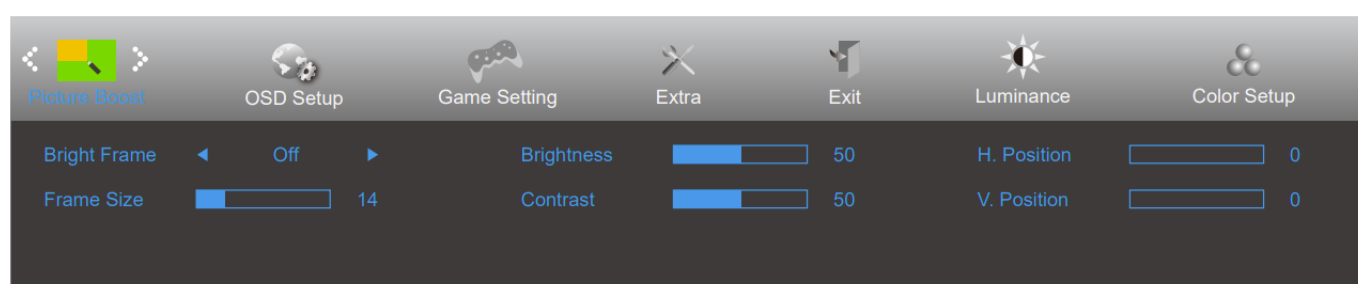 Picture Boost OSD Setup Game Setting Extra Exit Luminance Color Setup
Bright Frame Off Brightness 50 H. Position 0
Frame Size 14 Contrast 50 V. Position 0